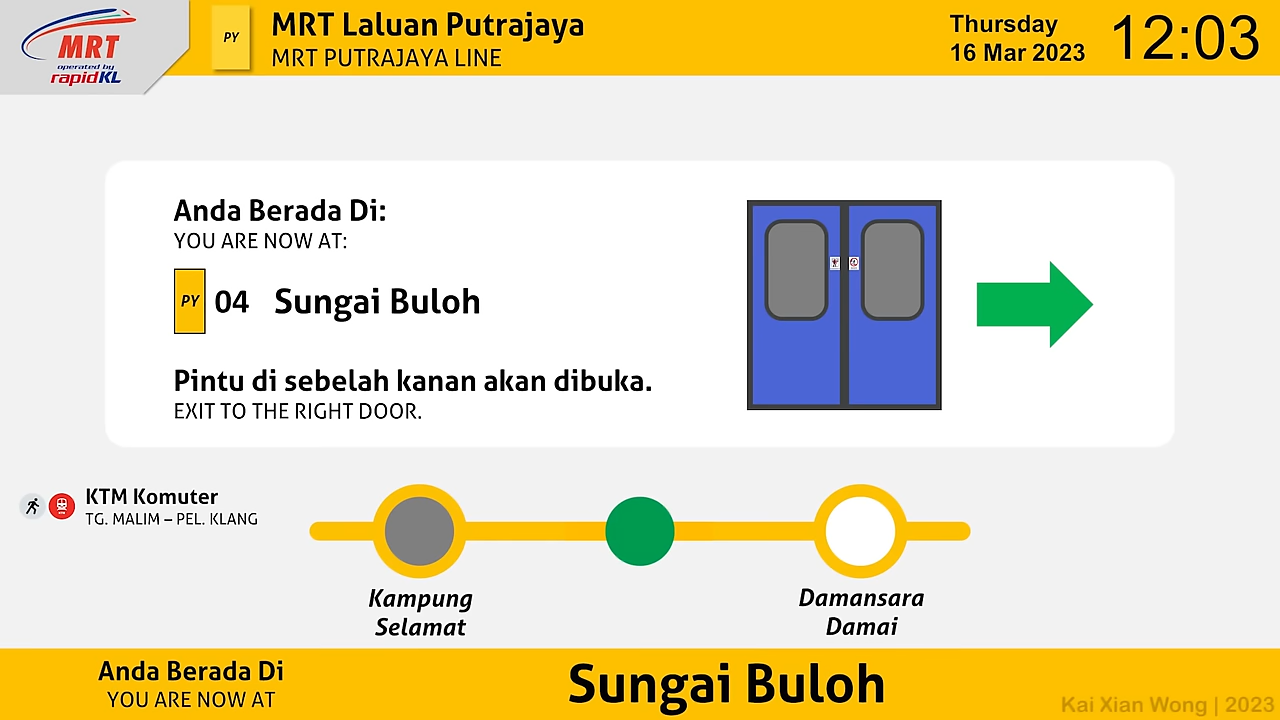 MRT
operated by
rapidKL
PY
MRT Laluan Putrajaya
MRT PUTRAJAYA LINE
Thursday
16 Mar 2023
12:03
Anda Berada Di:
YOU ARE NOW AT:
PY 04 Sungai Buloh
Pintu di sebelah kanan akan dibuka.
EXIT TO THE RIGHT DOOR.
KTM Komuter
TG. MALIM – PEL. KLANG
Kampung
Selamat
Damansara
Damai
Anda Berada Di
YOU ARE NOW AT
Sungai Buloh
Kai Xian Wong | 2023